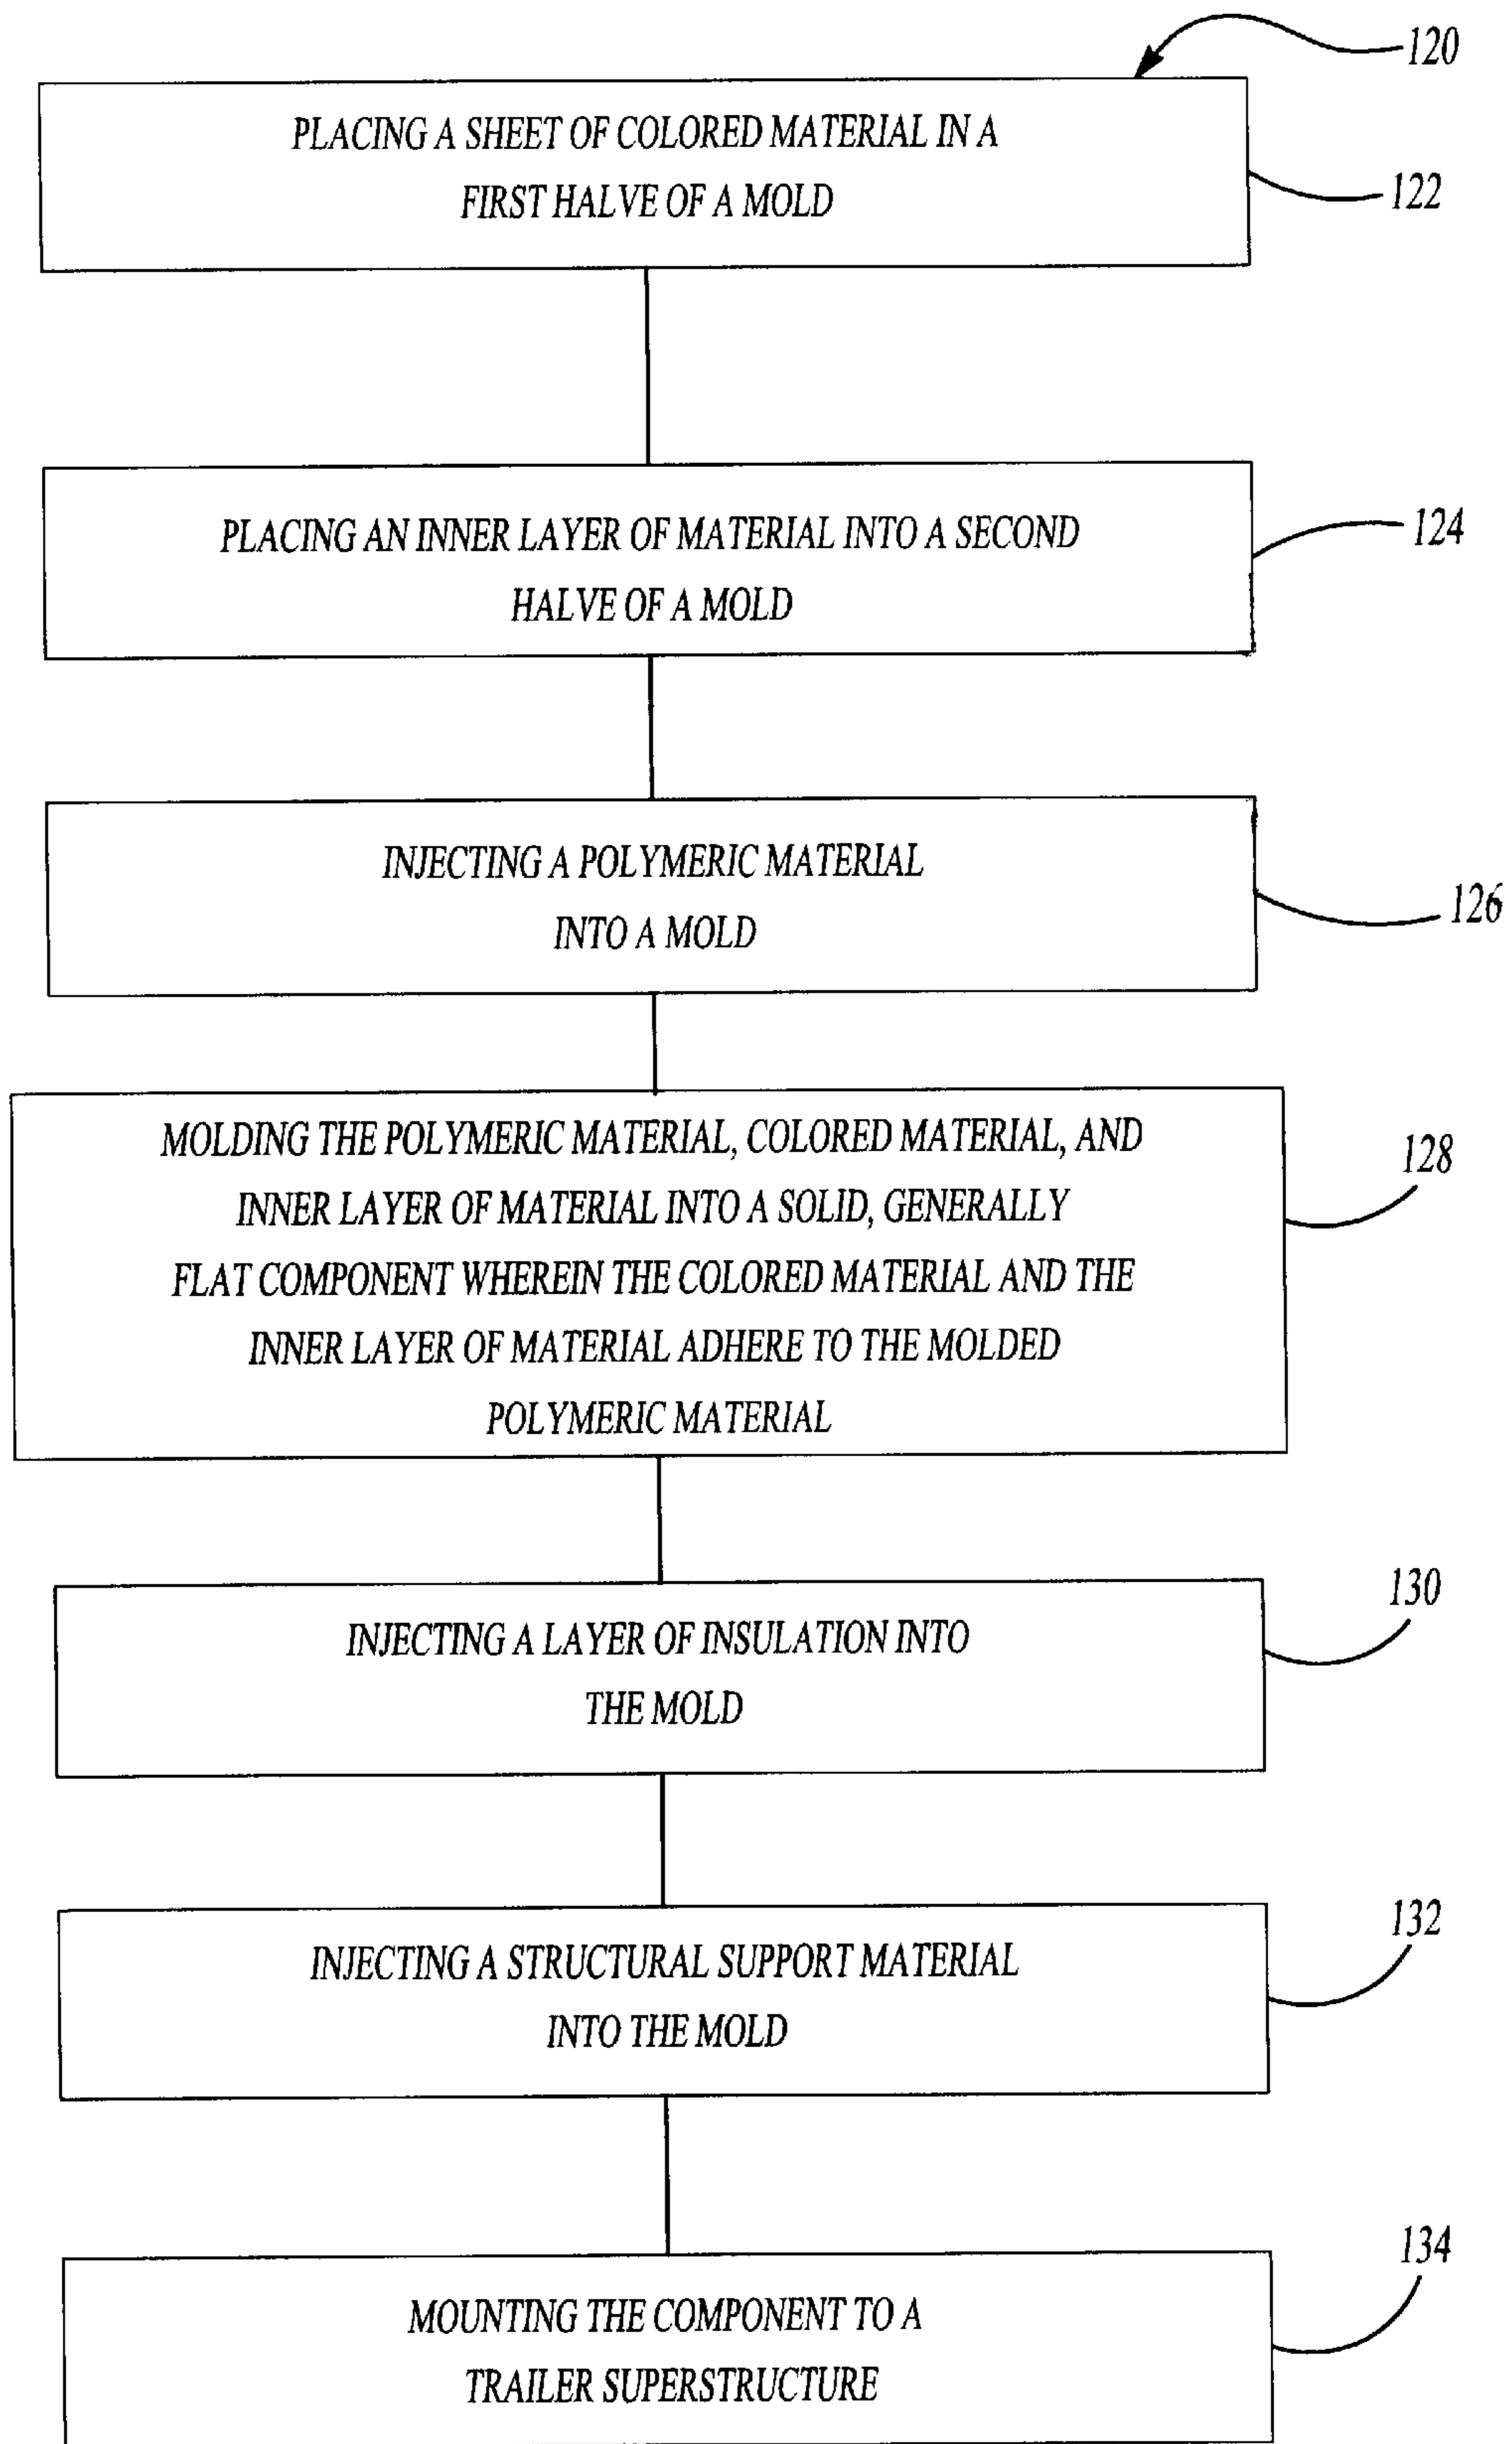 120
PLACING A SHEET OF COLORED MATERIAL IN A
FIRST HALVE OF A MOLD
122
PLACING AN INNER LAYER OF MATERIAL INTO A SECOND
HALVE OF A MOLD
124
INJECTING A POLYMERIC MATERIAL
INTO A MOLD
126
MOLDING THE POLYMERIC MATERIAL, COLORED MATERIAL, AND
INNER LAYER OF MATERIAL INTO A SOLID, GENERALLY
FLAT COMPONENT WHEREIN THE COLORED MATERIAL AND THE
INNER LAYER OF MATERIAL ADHERE TO THE MOLDED
POLYMERIC MATERIAL
128
INJECTING A LAYER OF INSULATION INTO
THE MOLD
130
INJECTING A STRUCTURAL SUPPORT MATERIAL
INTO THE MOLD
132
MOUNTING THE COMPONENT TO A
TRAILER SUPERSTRUCTURE
134